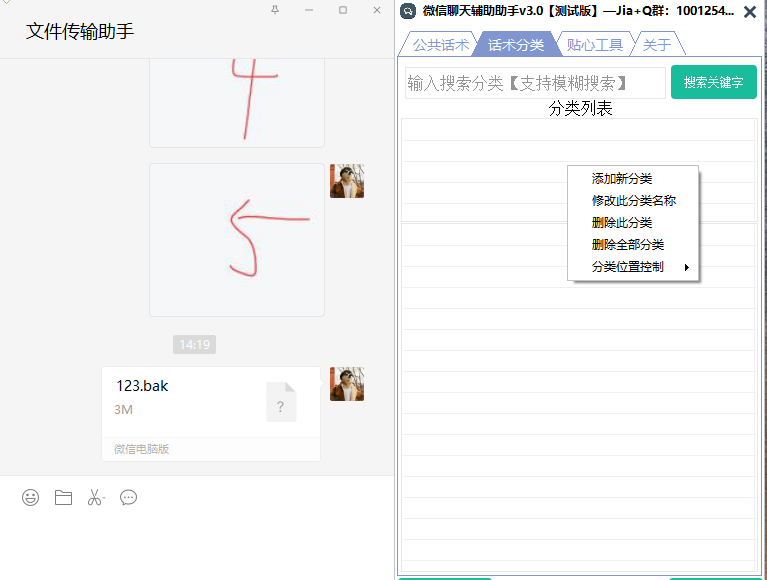 文件传输助手
4
5
14:19
123.bak
3M
?
微信电脑版
微信聊天辅助助手v3.0【测试版】—Jia+Q群：1001254...
公共话术
话术分类
贴心工具
关于
输入搜索分类【支持模糊搜索】
搜索关键字
分类列表
添加新分类
修改此分类名称
删除此分类
删除全部分类
分类位置控制